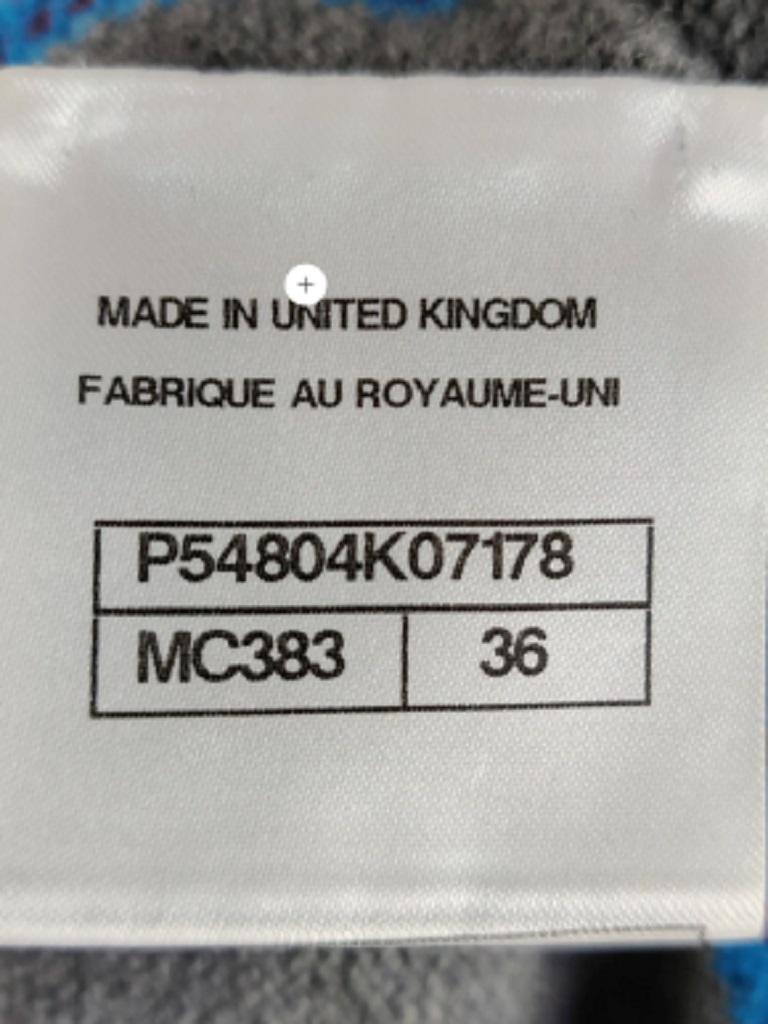 MADE IN UNITED KINGDOM
FABRIQUE AU ROYAUME-UNI
P54804K07178
MC383 36